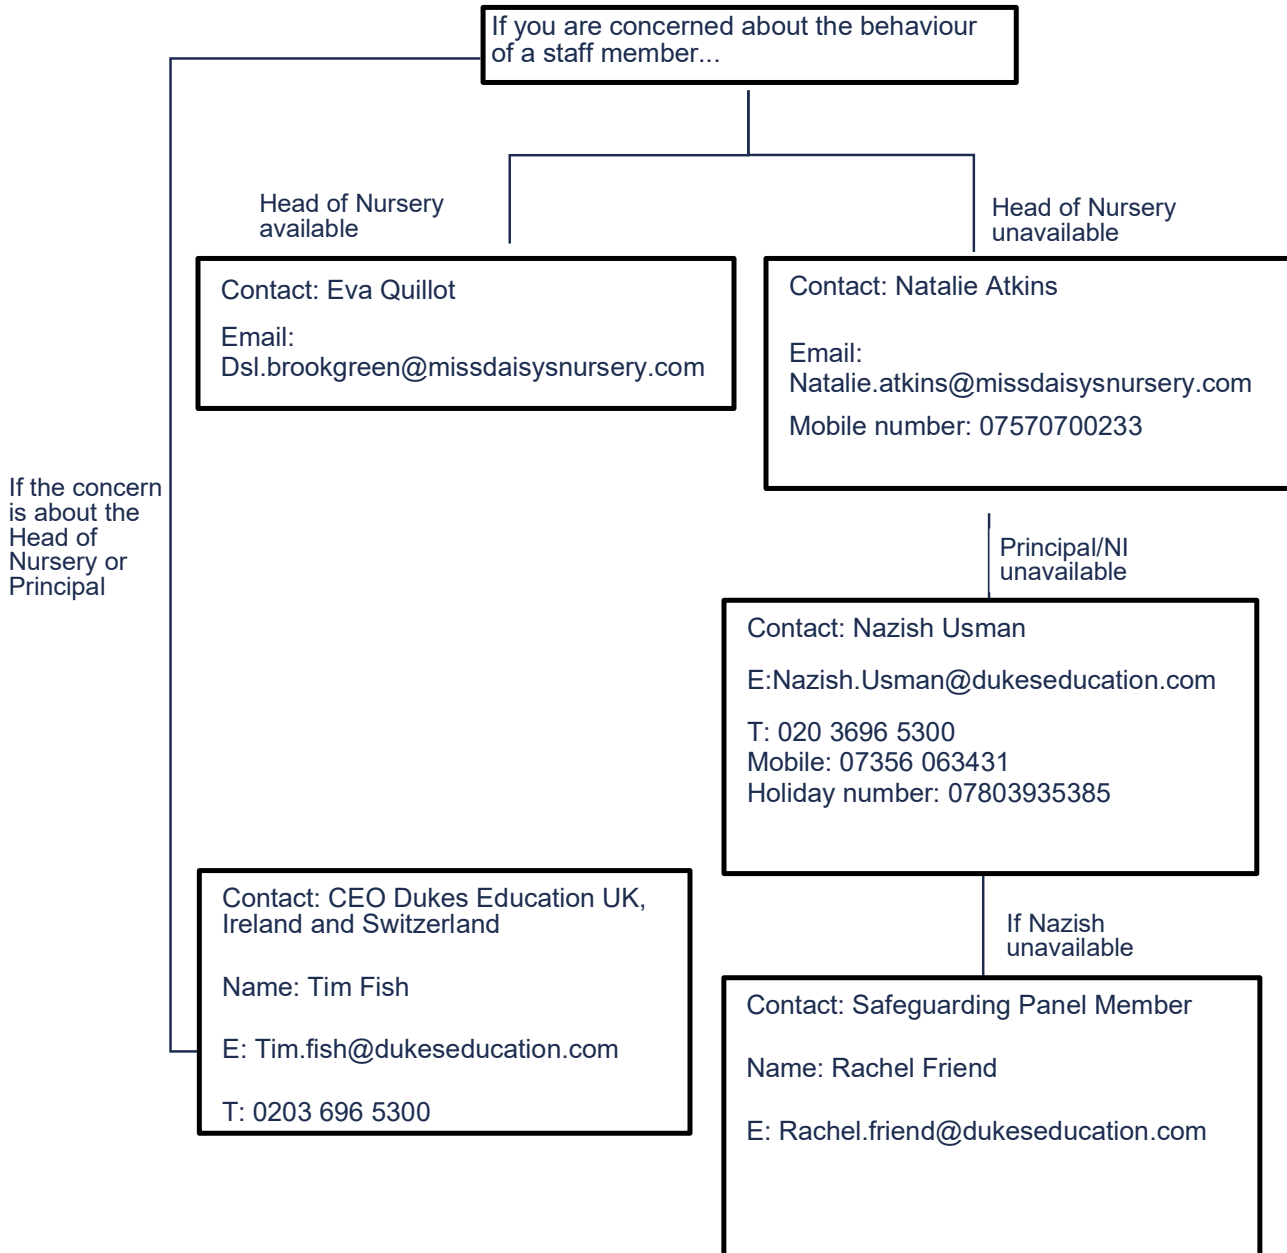 If you are concerned about the behaviour
of a staff member...
Head of Nursery
available
Head of Nursery
unavailable
Contact: Eva Quillot
Email:
Dsl.brookgreen@missdaisysnursery.com
Contact: Natalie Atkins
Email:
Natalie.atkins@missdaisysnursery.com
Mobile number: 07570700233
If the concern
is about the
Head of
Nursery or
Principal
Principal/NI
unavailable
Contact: Nazish Usman
E:Nazish.Usman@dukeseducation.com
T: 020 3696 5300
Mobile: 07356 063431
Holiday number: 07803935385
Contact: CEO Dukes Education UK,
Ireland and Switzerland
Name: Tim Fish
E: Tim.fish@dukeseducation.com
T: 0203 696 5300
If Nazish
unavailable
Contact: Safeguarding Panel Member
Name: Rachel Friend
E: Rachel.friend@dukeseducation.com